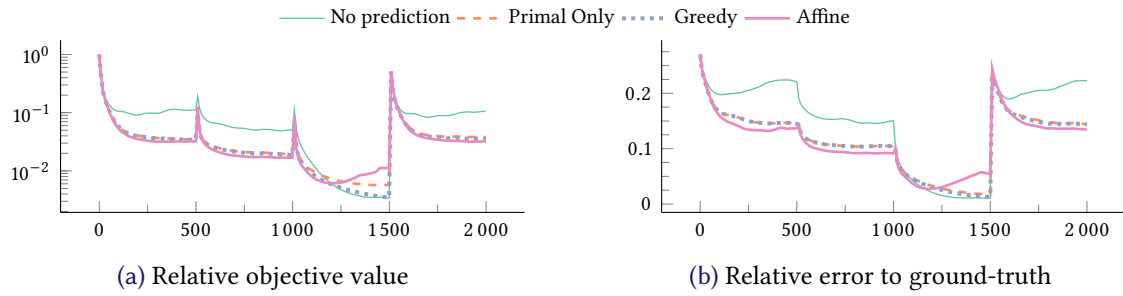 No prediction Primal Only Greedy Affine
10^0
10^−1
10^−2
0 500 1 000 1 500 2 000
(a) Relative objective value
0.2
0.1
0
0 500 1 000 1 500 2 000
(b) Relative error to ground-truth